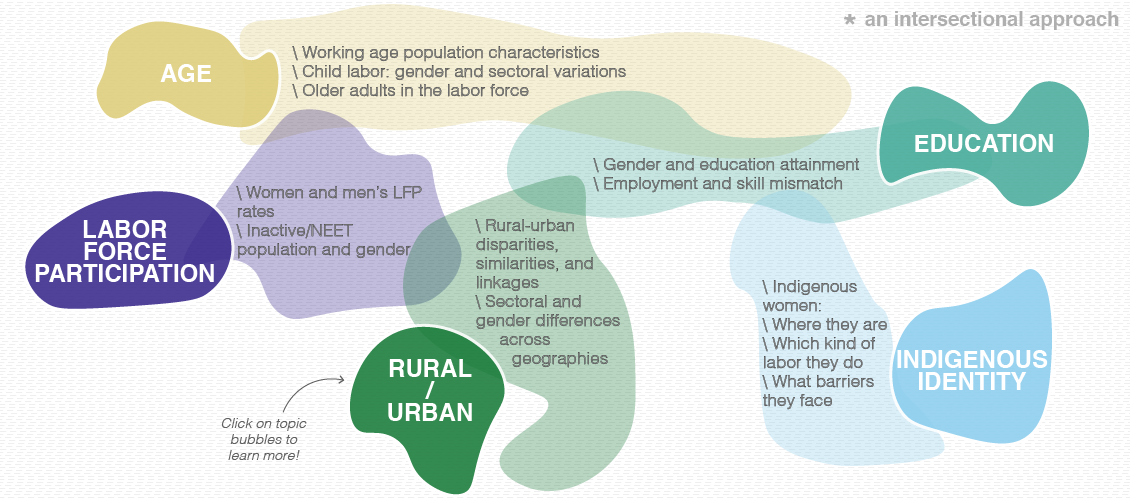 * an intersectional approach
AGE
\ Working age population characteristics
\ Child labor: gender and sectoral variations
\ Older adults in the labor force
EDUCATION
\ Gender and education attainment
\ Employment and skill mismatch
LABOR
FORCE
PARTICIPATION
\ Women and men's LFP
rates
\ Inactive/NEET
population and gender
\ Rural-urban
disparities,
similarities, and
linkages
\ Sectoral and
gender differences
across
geographies
\ Indigenous
women:
\ Where they are
\ Which kind of
labor they do
\ What barriers
they face
INDIGENOUS
IDENTITY
RURAL
/
URBAN
Click on topic
bubbles to
learn more!